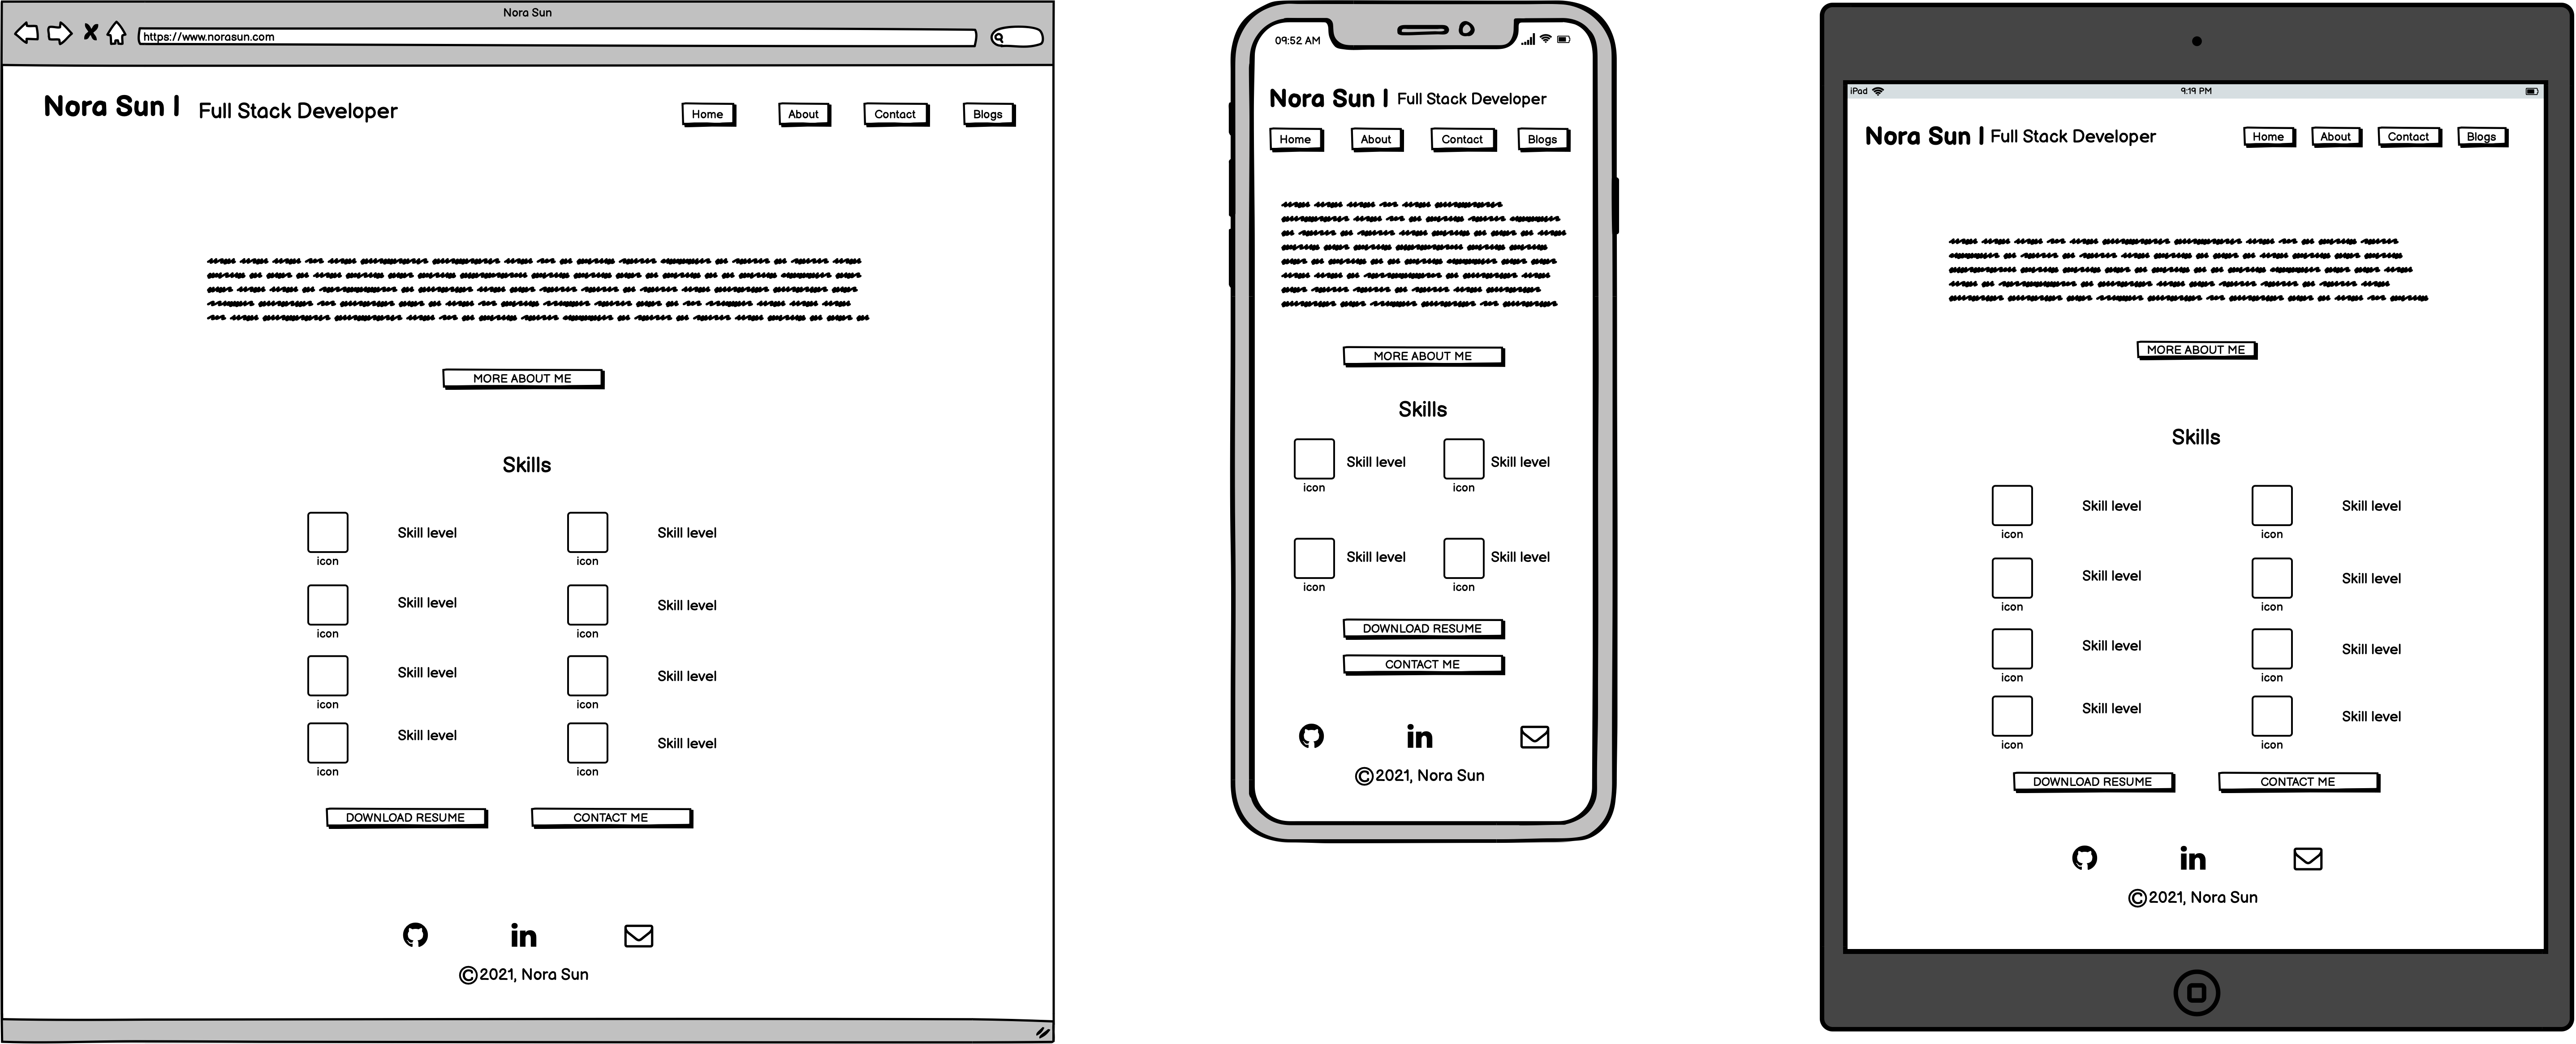 Nora Sun
https://www.norasun.com
Nora Sun | Full Stack Developer
Home About Contact Blogs
MORE ABOUT ME
Skills
Skill level Skill level
icon icon
Skill level Skill level
icon icon
Skill level Skill level
icon icon
Skill level Skill level
icon icon
DOWNLOAD RESUME CONTACT ME
in
©2021, Nora Sun
09:52 AM
Nora Sun | Full Stack Developer
Home About Contact Blogs
MORE ABOUT ME
Skills
Skill level Skill level
icon icon
Skill level Skill level
icon icon
DOWNLOAD RESUME
CONTACT ME
in
©2021, Nora Sun
iPad 9:19 PM
Nora Sun | Full Stack Developer
Home About Contact Blogs
MORE ABOUT ME
Skills
Skill level Skill level
icon icon
Skill level Skill level
icon icon
Skill level Skill level
icon icon
Skill level Skill level
icon icon
DOWNLOAD RESUME CONTACT ME
in
©2021, Nora Sun